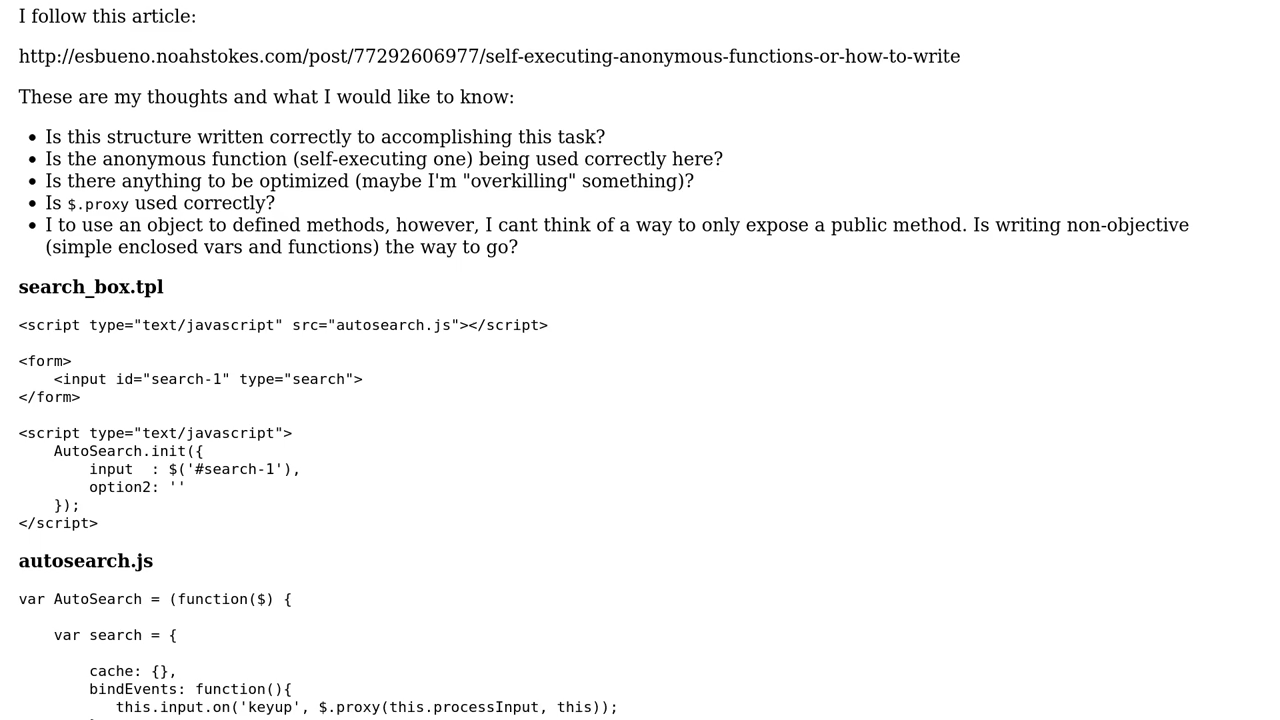 I follow this article:
http://esbueno.noahstokes.com/post/77292606977/self-executing-anonymous-functions-or-how-to-write
These are my thoughts and what I would like to know:
• Is this structure written correctly to accomplishing this task?
• Is the anonymous function (self-executing one) being used correctly here?
• Is there anything to be optimized (maybe I'm "overkilling" something)?
• Is $.proxy used correctly?
• I to use an object to defined methods, however, I cant think of a way to only expose a public method. Is writing non-objective
(simple enclosed vars and functions) the way to go?
search_box.tpl
<script type="text/javascript" src="autosearch.js"></script>
<form>
    <input id="search-1" type="search">
</form>
<script type="text/javascript">
    AutoSearch.init({
        input  : $('#search-1'),
        option2: ''
    });
</script>
autosearch.js
var AutoSearch = (function($) {
    var search = {
        cache: {},
        bindEvents: function(){
           this.input.on('keyup', $.proxy(this.processInput, this));